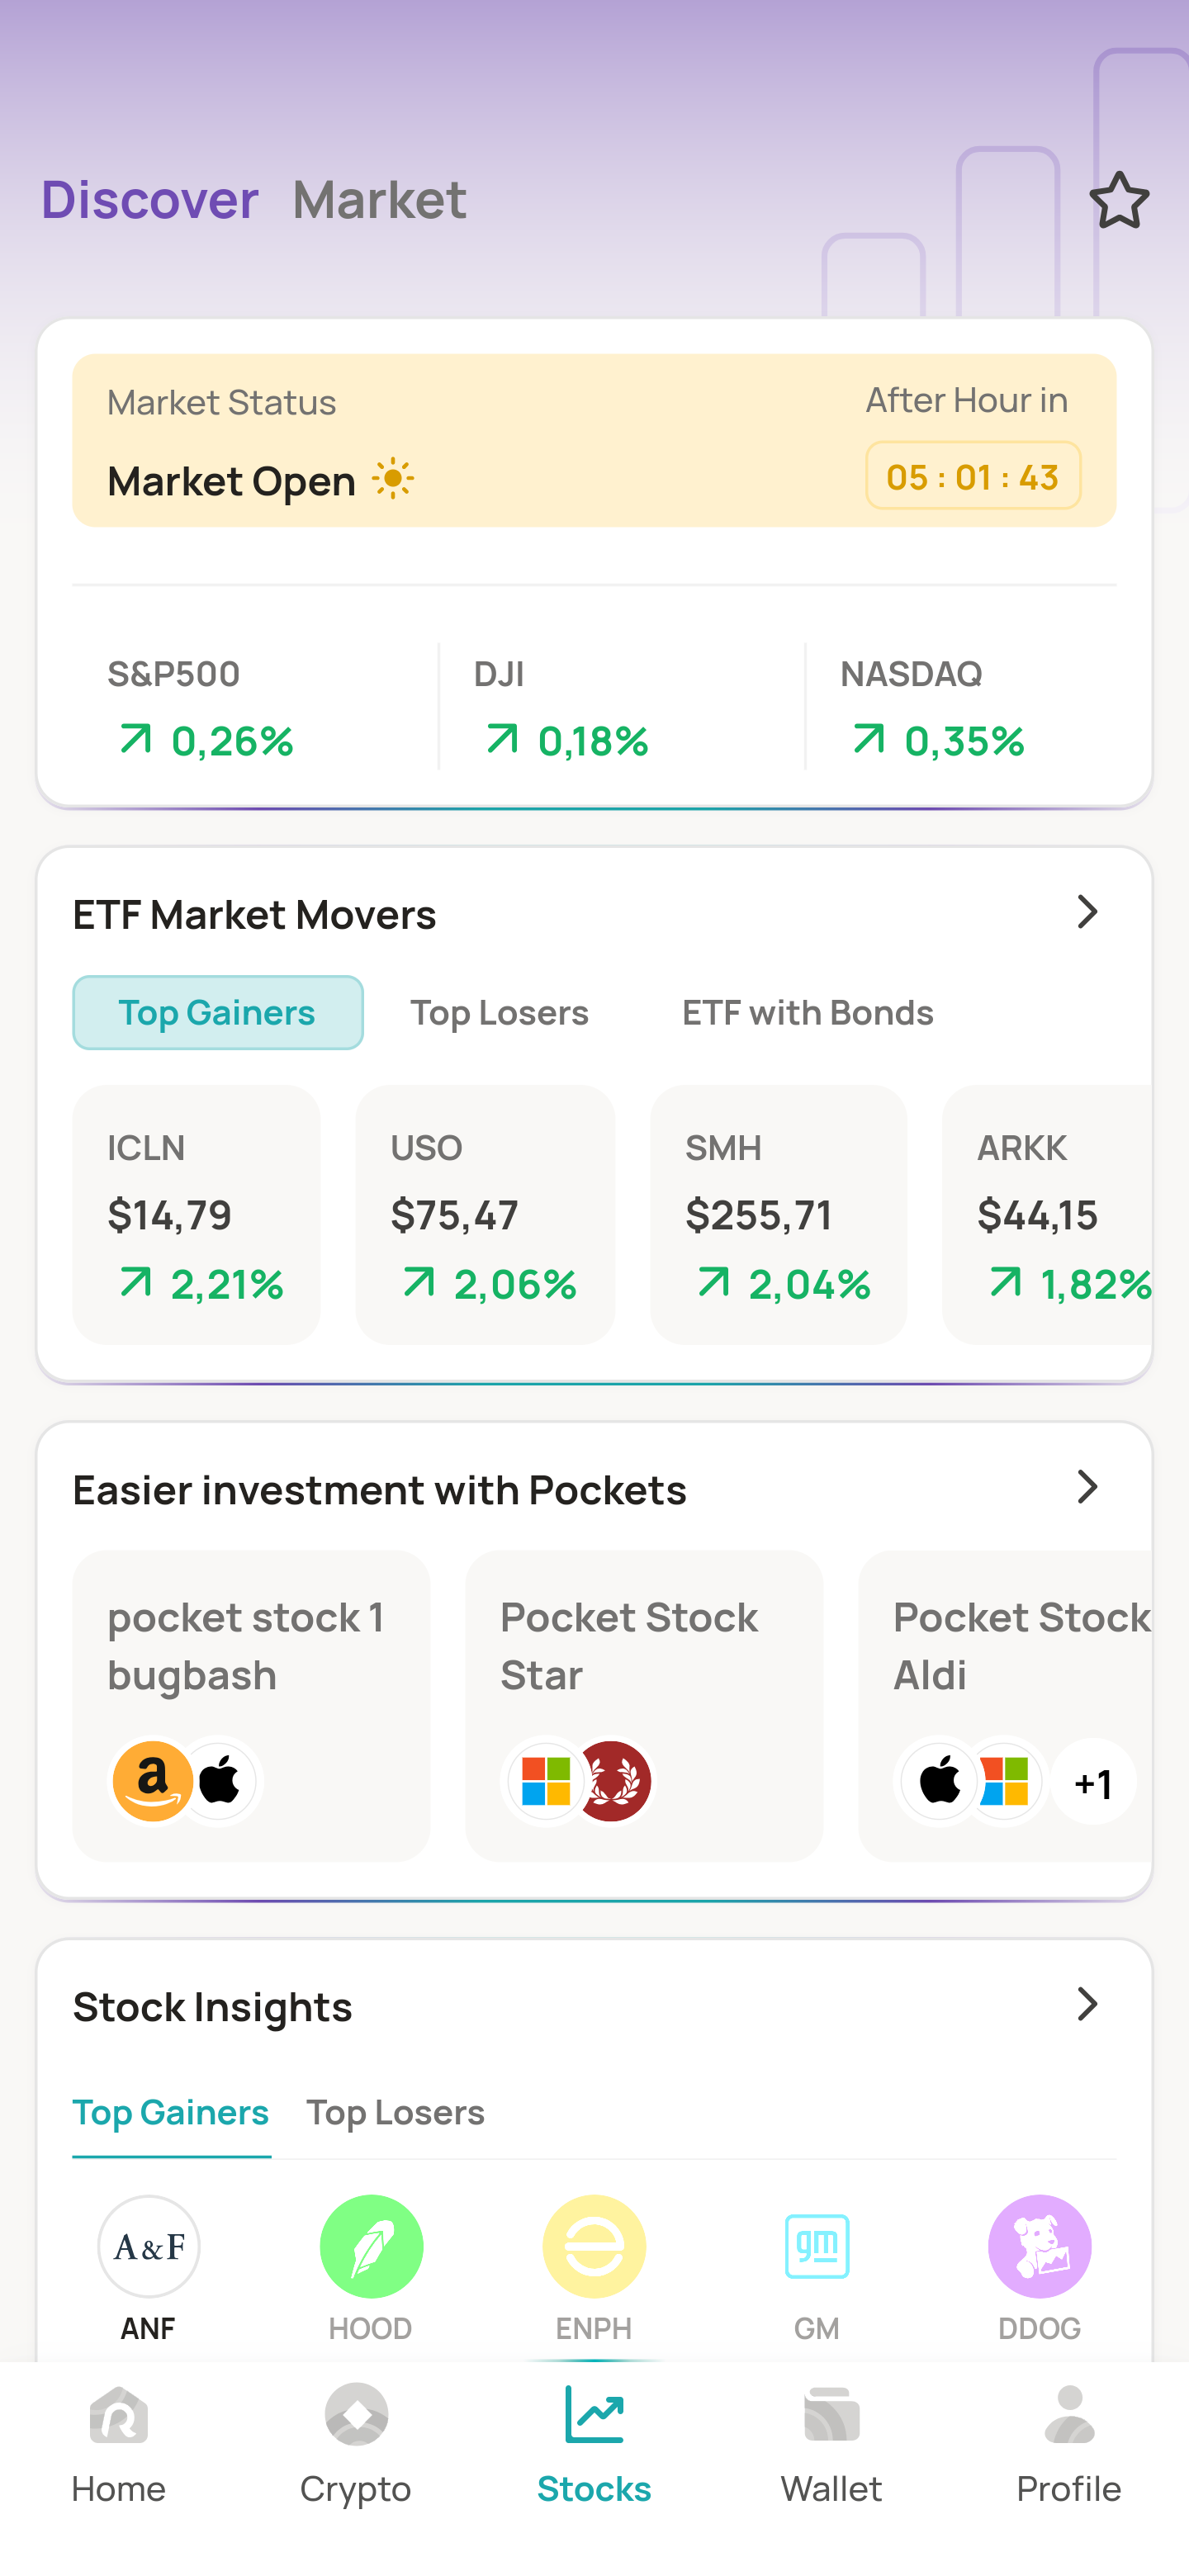 Discover Market
Market Status
After Hour in
Market Open
05 : 01 : 43
S&P500
DJI
NASDAQ
0,26%
0,18%
0,35%
ETF Market Movers
Top Gainers
Top Losers
ETF with Bonds
ICLN
USO
SMH
ARKK
$14,79
$75,47
$255,71
$44,15
2,21%
2,06%
2,04%
1,82%
Easier investment with Pockets
pocket stock 1
bugbash
Pocket Stock
Star
Pocket Stock
Aldi
a
+1
Stock Insights
Top Gainers
Top Losers
A&F
gm
ANF
HOOD
ENPH
GM
DDOG
Home
Crypto
Stocks
Wallet
Profile